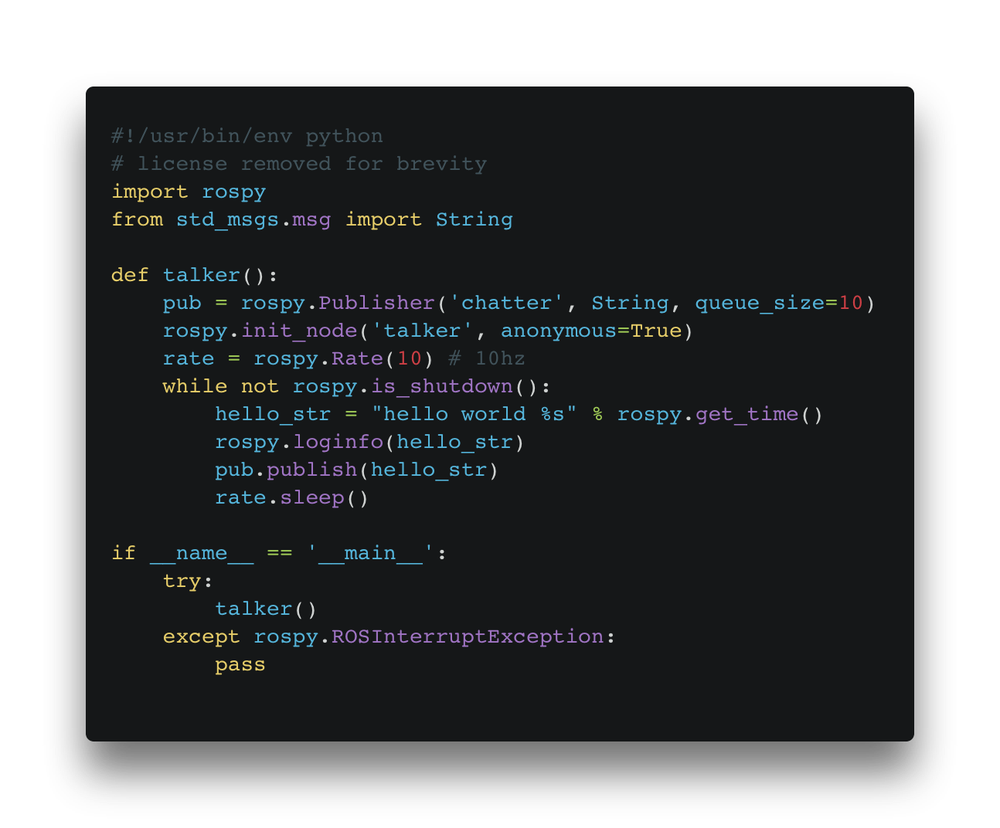 #!/usr/bin/env python
# license removed for brevity
import rospy
from std_msgs.msg import String

def talker():
    pub = rospy.Publisher('chatter', String, queue_size=10)
    rospy.init_node('talker', anonymous=True)
    rate = rospy.Rate(10) # 10hz
    while not rospy.is_shutdown():
        hello_str = "hello world %s" % rospy.get_time()
        rospy.loginfo(hello_str)
        pub.publish(hello_str)
        rate.sleep()

if __name__ == '__main__':
    try:
        talker()
    except rospy.ROSInterruptException:
        pass